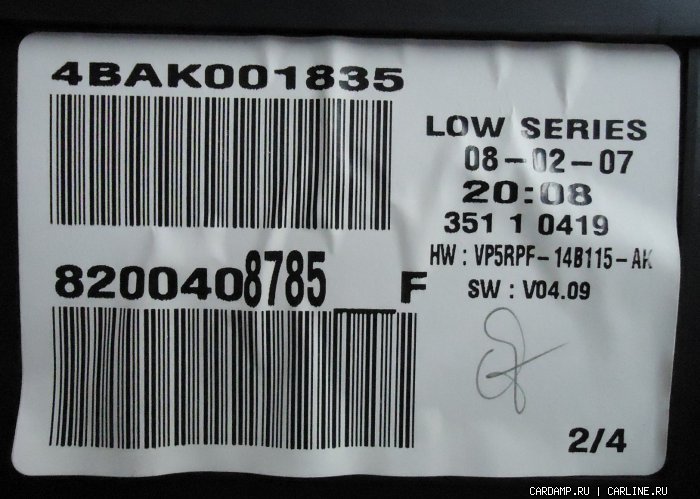 4BAK001835
LOW SERIES
08-02-07
20:08
351 1 0419
HW : VP5RPF-14B115-AK
SW : V04.09
8200408785__F
2/4
CARDAMP.RU | CARLINE.RU